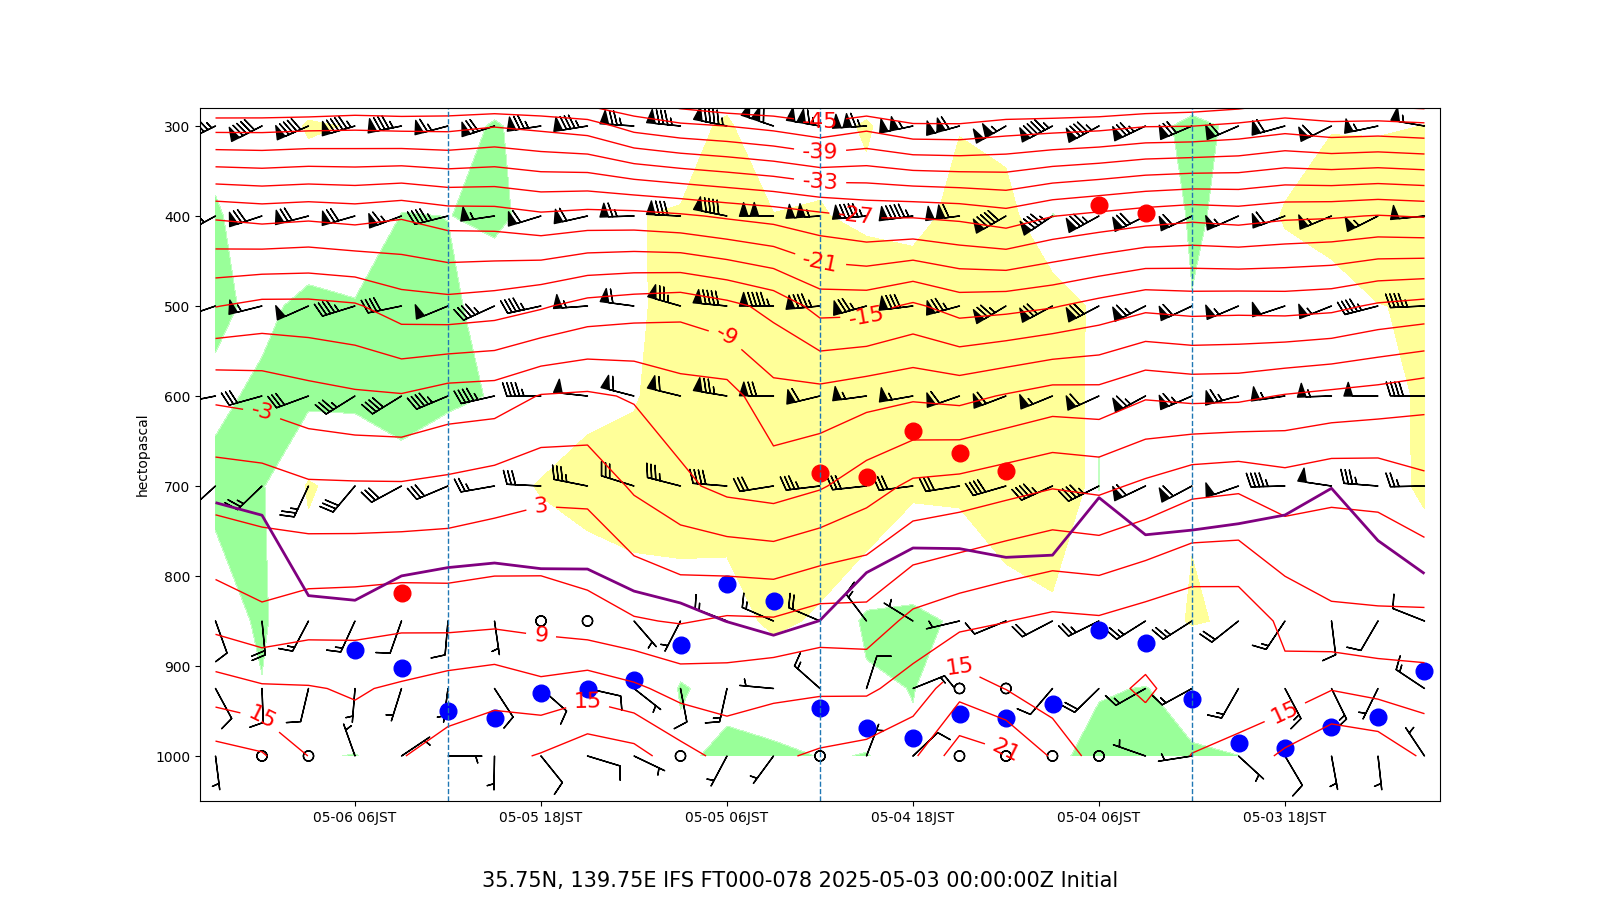 300
400
500
600
700
800
900
1000
hectopascal
-45
-39
-33
-27
-21
-15
-9
-3
3
9
15
15
15
15
21
05-06 06JST
05-05 18JST
05-05 06JST
05-04 18JST
05-04 06JST
05-03 18JST
35.75N, 139.75E IFS FT000-078 2025-05-03 00:00:00Z Initial